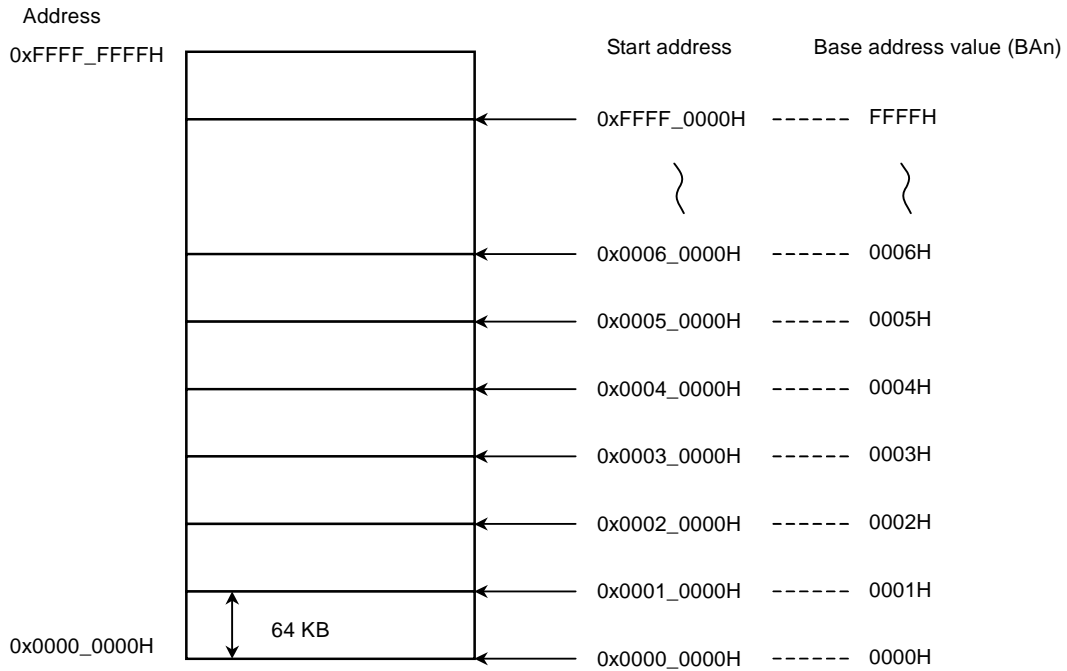 Address
0xFFFF_FFFFH
Start address Base address value (BAn)
0xFFFF_0000H ------ FFFFH
0x0006_0000H ------ 0006H
0x0005_0000H ------ 0005H
0x0004_0000H ------ 0004H
0x0003_0000H ------ 0003H
0x0002_0000H ------ 0002H
0x0001_0000H ------ 0001H
64 KB
0x0000_0000H
0x0000_0000H ------ 0000H